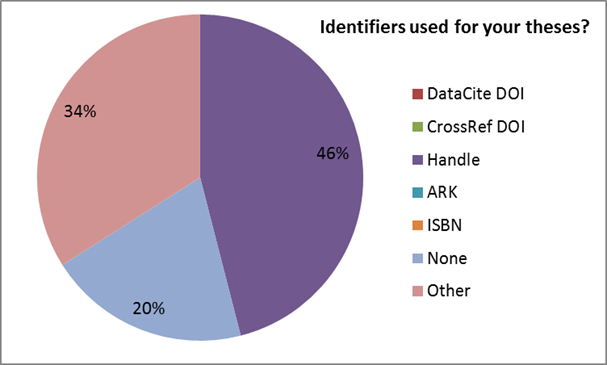 Identifiers used for your theses?
DataCite DOI
CrossRef DOI
Handle
ARK
ISBN
None
Other
34%
46%
20%